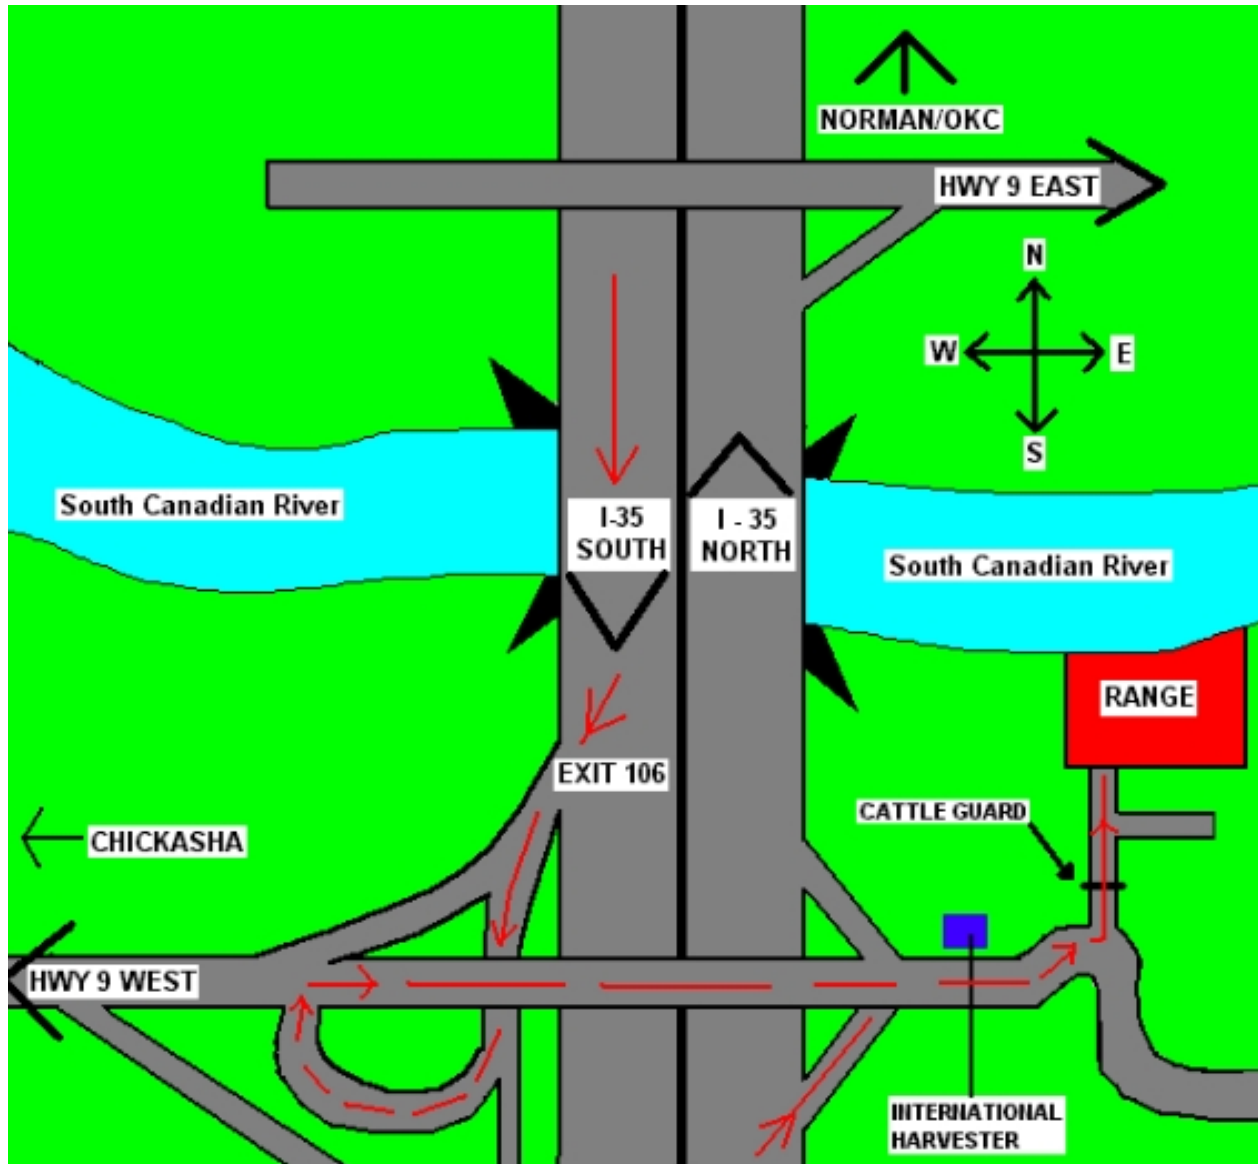 NORMAN/OKC
HWY 9 EAST
N
W
E
S
South Canadian River
I-35
SOUTH
I - 35
NORTH
South Canadian River
RANGE
EXIT 106
CATTLE GUARD
CHICKASHA
HWY 9 WEST
INTERNATIONAL
HARVESTER